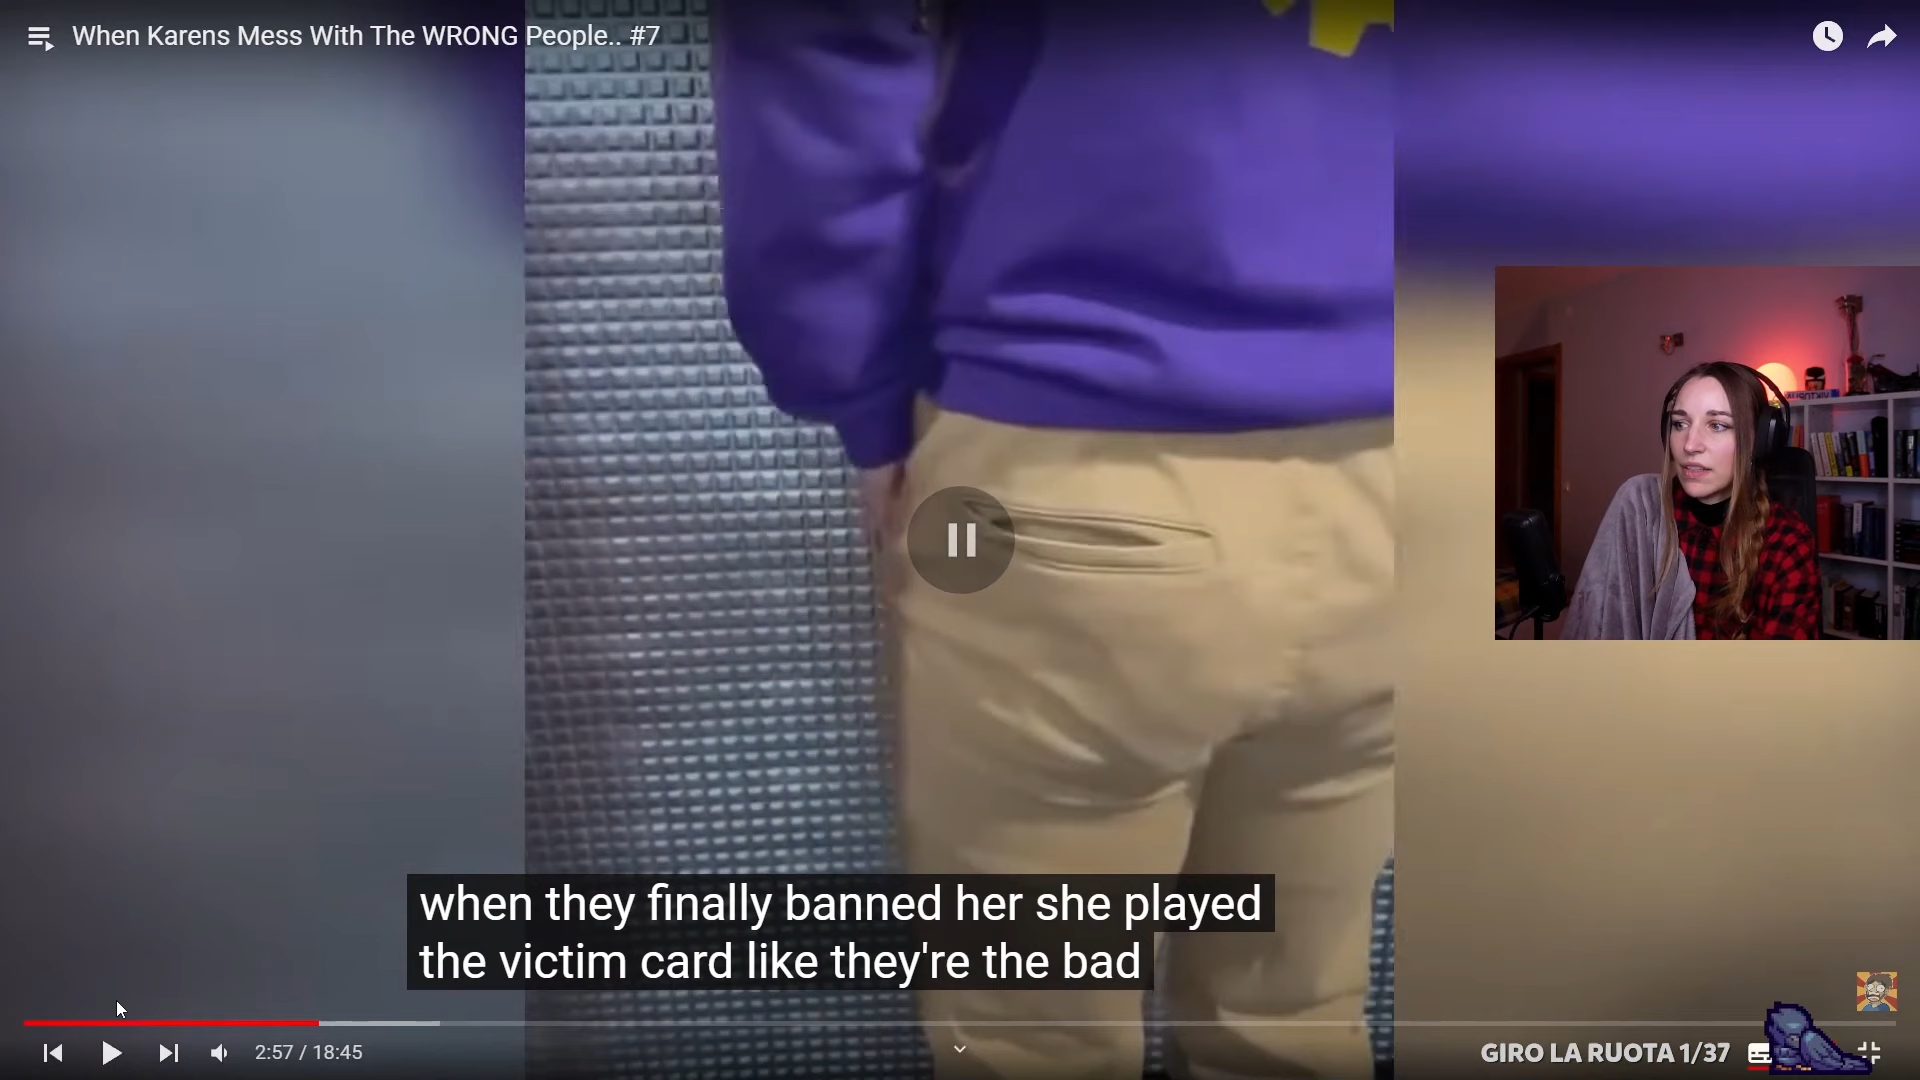 When Karens Mess With The WRONG People.. #7
when they finally banned her she played
the victim card like they're the bad
2:57 / 18:45
GIRO LA RUOTA 1/37